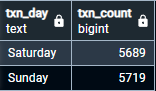 txn_day txn_count
text bigint
Saturday 5689
Sunday 5719